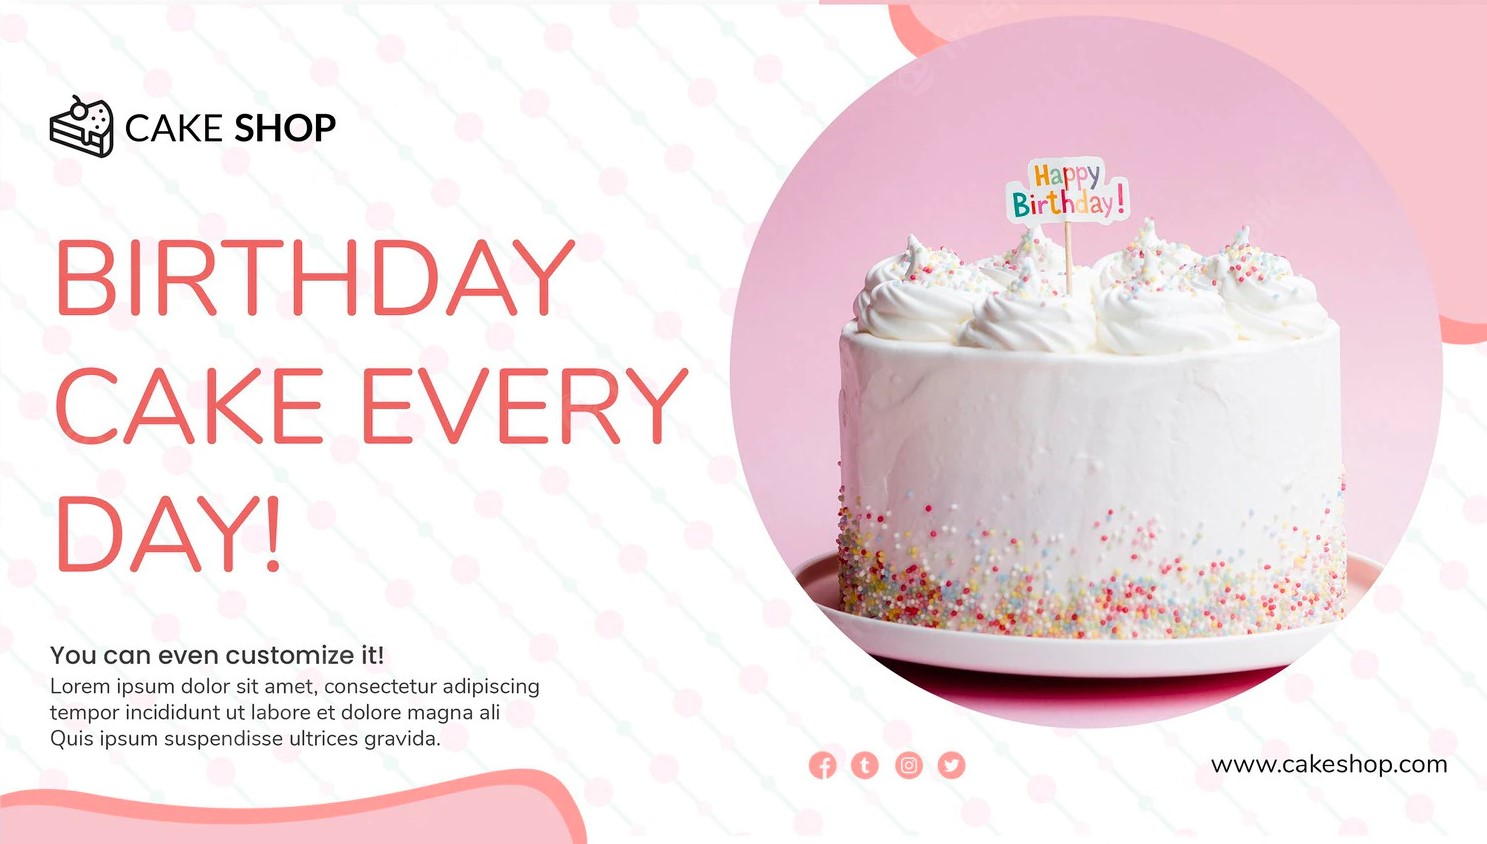 CAKE SHOP
BIRTHDAY
CAKE EVERY
DAY!
You can even customize it!
Lorem ipsum dolor sit amet, consectetur adipiscing
tempor incididunt ut labore et dolore magna ali
Quis ipsum suspendisse ultrices gravida.
Happy
Birthday!
www.cakeshop.com